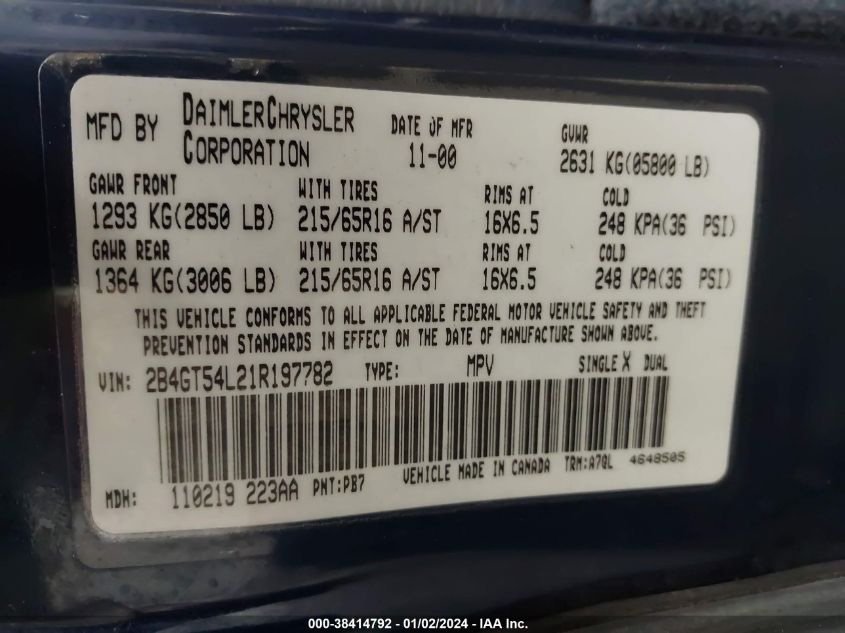 MFD BY DAIMLERCHRYSLER CORPORATION DATE OF MFR 11-00 GVWR 2631 KG(05800 LB)
GAWR FRONT WITH TIRES RIMS AT COLD
1293 KG(2850 LB) 215/65R16 A/ST 16X6.5 248 KPA(36 PSI)
GAWR REAR WITH TIRES RIMS AT COLD
1364 KG(3006 LB) 215/65R16 A/ST 16X6.5 248 KPA(36 PSI)
THIS VEHICLE CONFORMS TO ALL APPLICABLE FEDERAL MOTOR VEHICLE SAFETY AND THEFT
PREVENTION STANDARDS IN EFFECT ON THE DATE OF MANUFACTURE SHOWN ABOVE.
VIN: 2B4GT54L21R197782 TYPE: MPV SINGLE X DUAL
MDH: 110219 223AA PNT:PB7 VEHICLE MADE IN CANADA TRM:A7QL 4648505
000-38414792 - 01/02/2024 - IAA Inc.